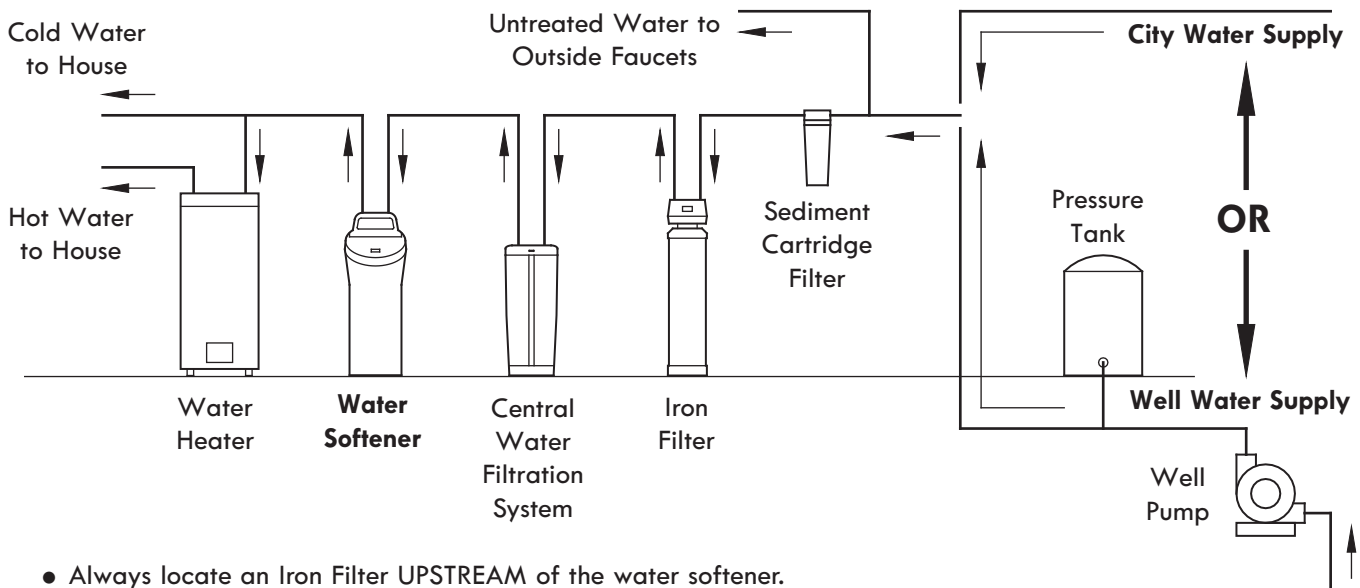 Cold Water
to House
Untreated Water to
Outside Faucets
City Water Supply
Hot Water
to House
Sediment
Cartridge
Filter
Pressure
Tank
OR
Well Water Supply
Water
Heater
Water
Softener
Central
Water
Filtration
System
Iron
Filter
Well
Pump
● Always locate an Iron Filter UPSTREAM of the water softener.